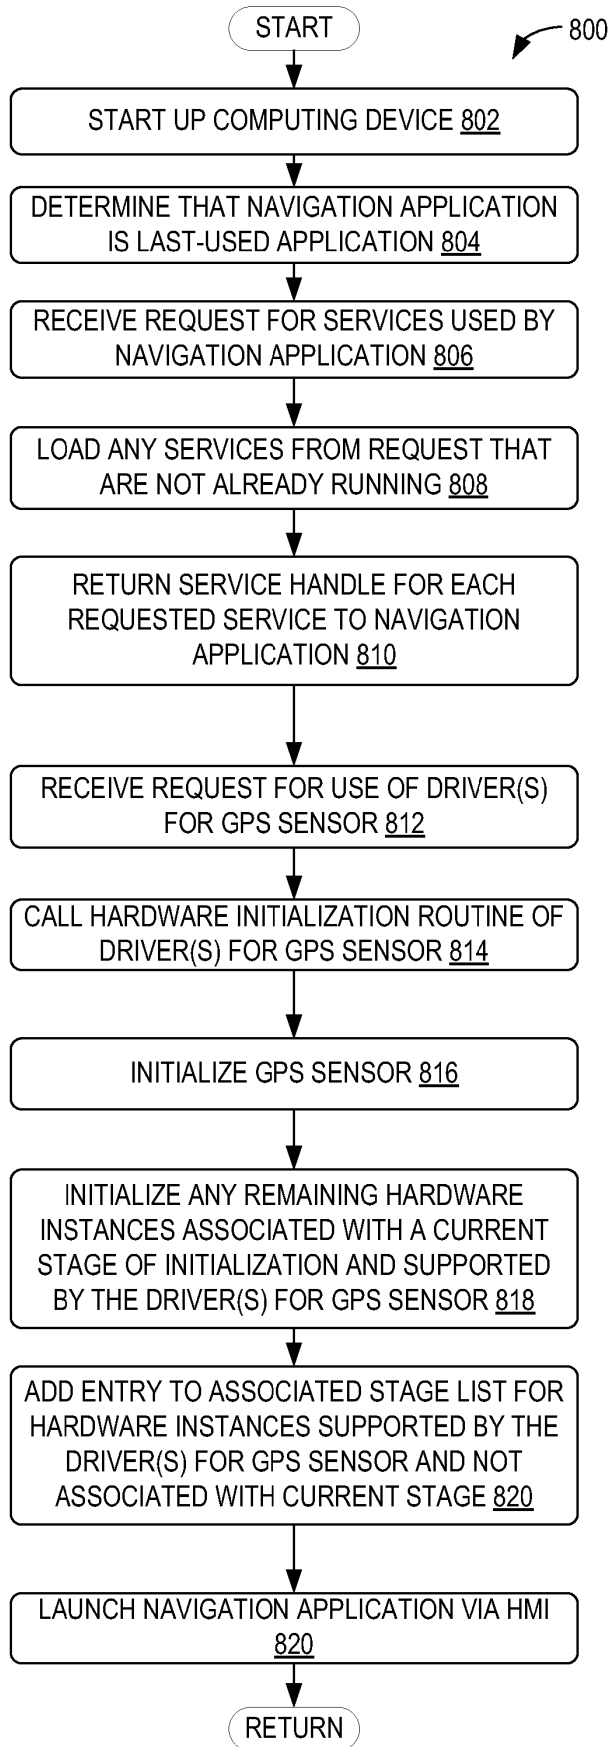 START
800
START UP COMPUTING DEVICE 802
DETERMINE THAT NAVIGATION APPLICATION
IS LAST-USED APPLICATION 804
RECEIVE REQUEST FOR SERVICES USED BY
NAVIGATION APPLICATION 806
LOAD ANY SERVICES FROM REQUEST THAT
ARE NOT ALREADY RUNNING 808
RETURN SERVICE HANDLE FOR EACH
REQUESTED SERVICE TO NAVIGATION
APPLICATION 810
RECEIVE REQUEST FOR USE OF DRIVER(S)
FOR GPS SENSOR 812
CALL HARDWARE INITIALIZATION ROUTINE OF
DRIVER(S) FOR GPS SENSOR 814
INITIALIZE GPS SENSOR 816
INITIALIZE ANY REMAINING HARDWARE
INSTANCES ASSOCIATED WITH A CURRENT
STAGE OF INITIALIZATION AND SUPPORTED
BY THE DRIVER(S) FOR GPS SENSOR 818
ADD ENTRY TO ASSOCIATED STAGE LIST FOR
HARDWARE INSTANCES SUPPORTED BY THE
DRIVER(S) FOR GPS SENSOR AND NOT
ASSOCIATED WITH CURRENT STAGE 820
LAUNCH NAVIGATION APPLICATION VIA HMI
820
RETURN